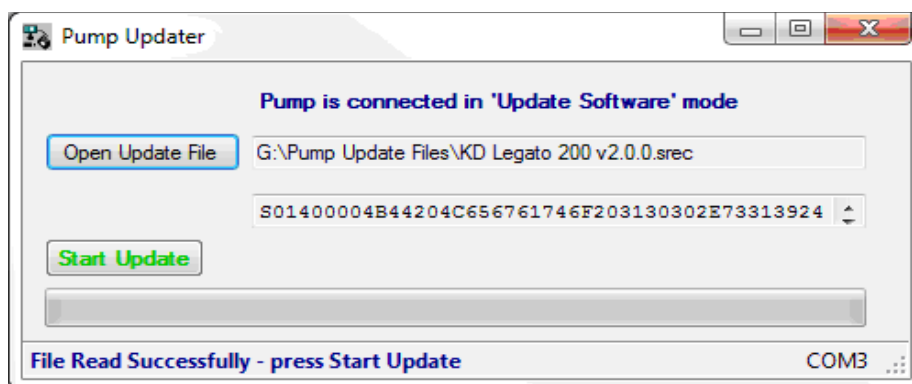 Pump Updater
Pump is connected in 'Update Software' mode
Open Update File G:\Pump Update Files\KD Legato 200 v2.0.0.srec
S01400004B44204C656761746F203130302E73313924
Start Update
File Read Successfully - press Start Update COM3